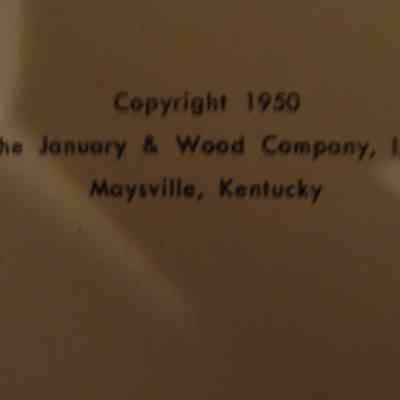 Copyright 1950
he January & Wood Company, I
Maysville, Kentucky